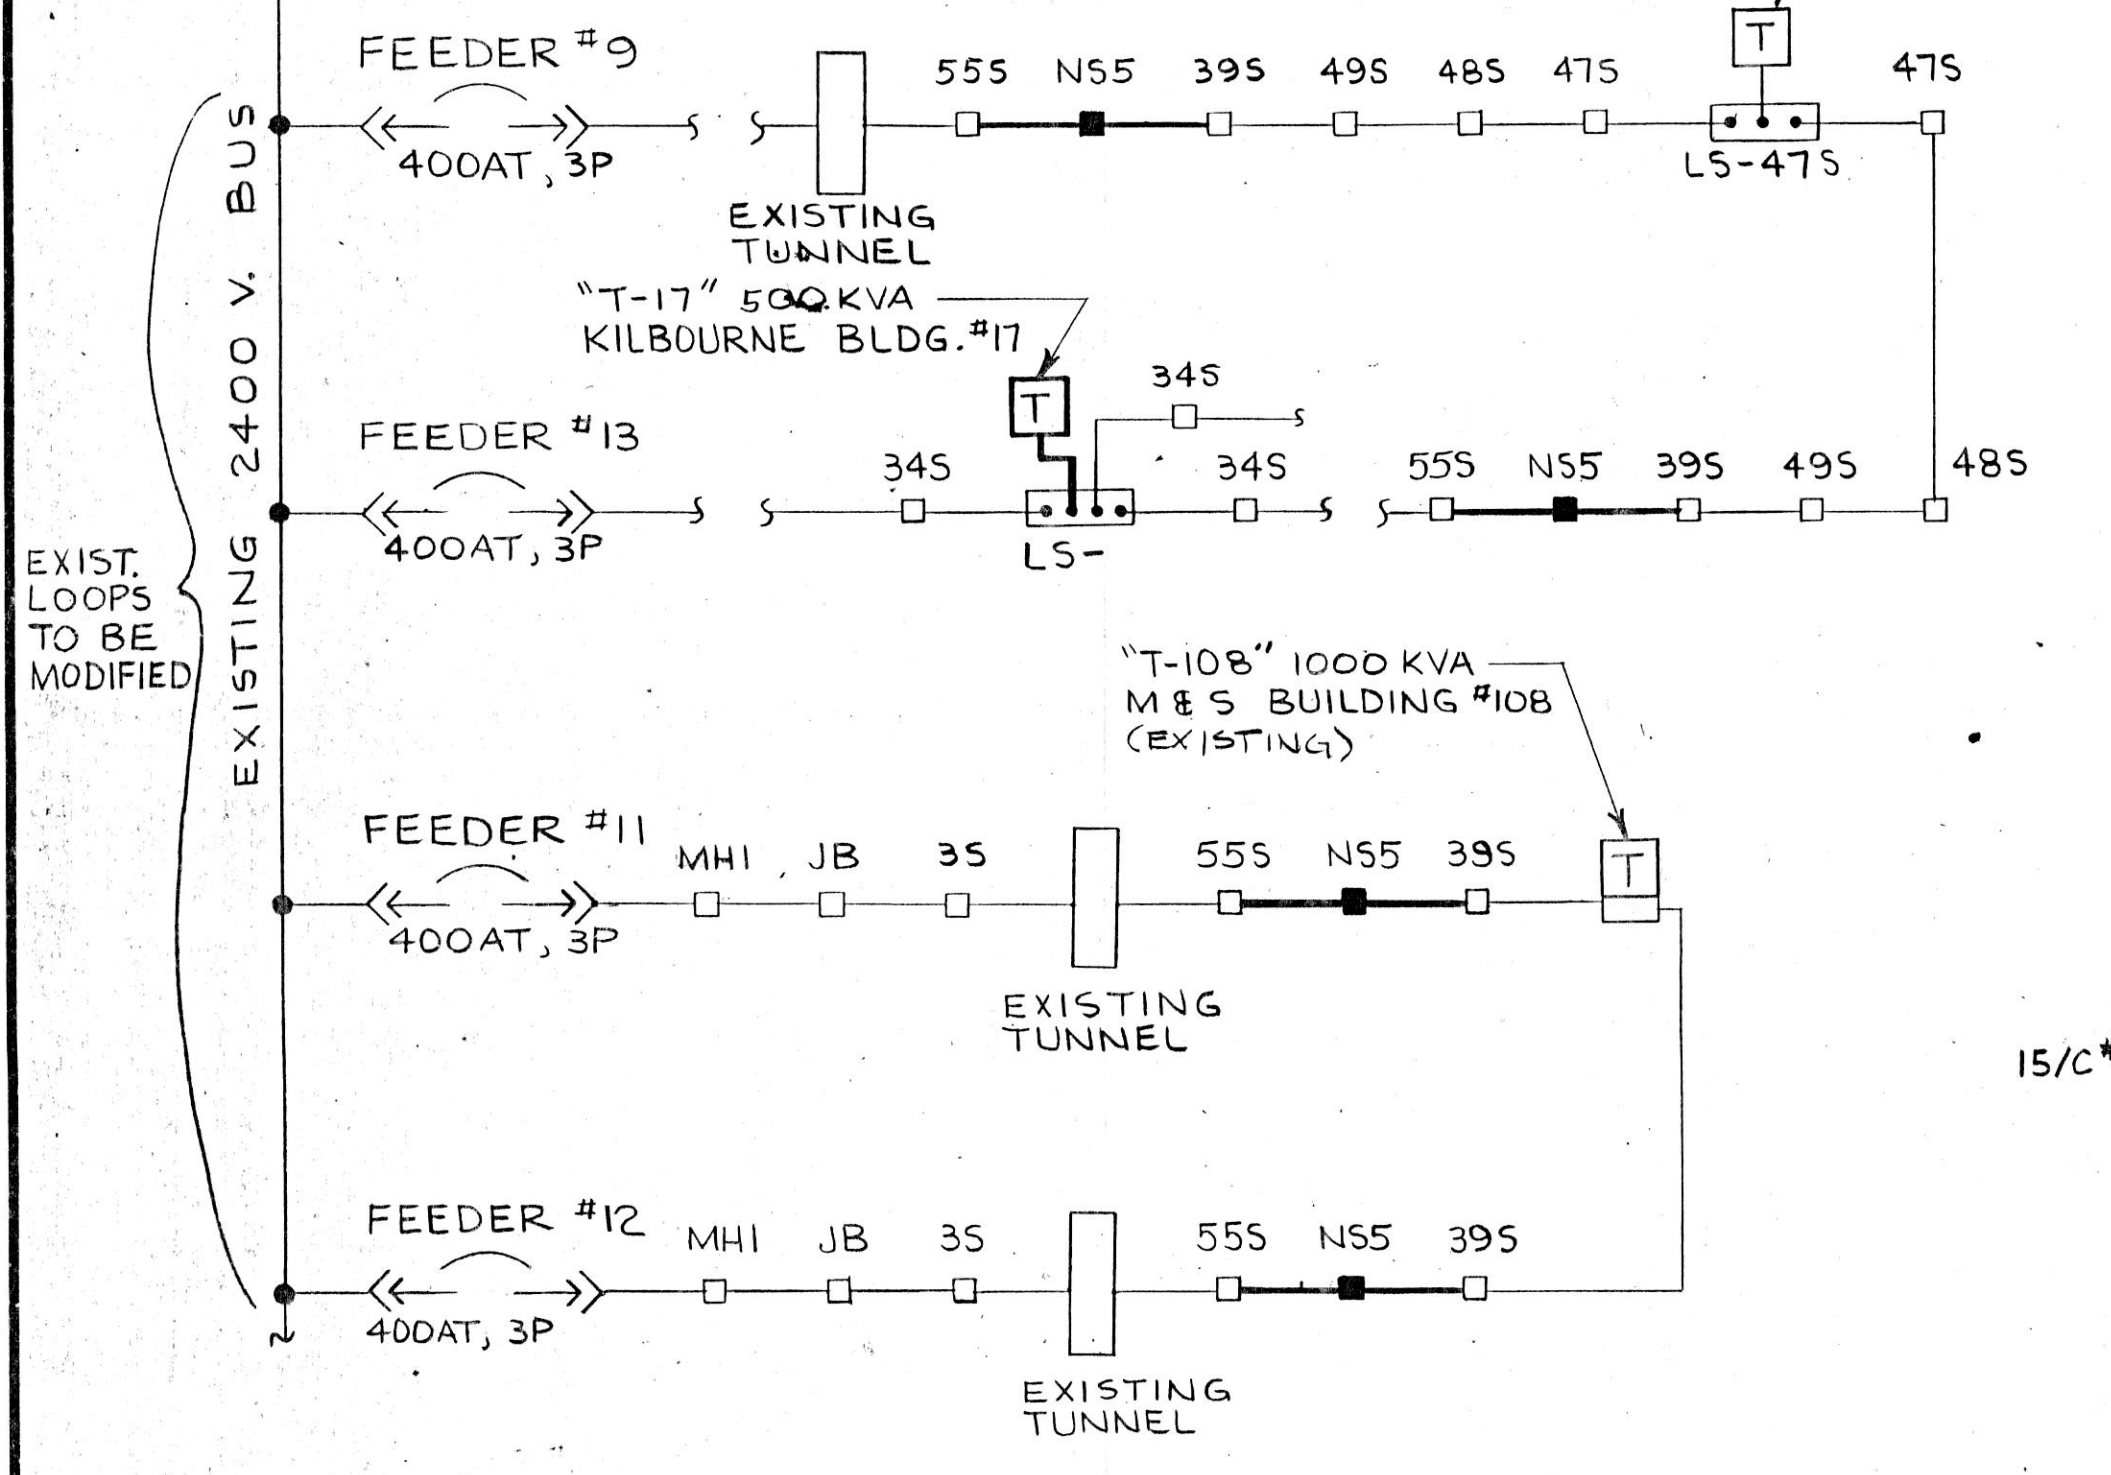 FEEDER #9
400AT, 3P
EXISTING
TUNNEL
55S NS5 39S 49S 48S 47S
T
LS-47S
47S
EXISTING 2400 V. BUS
EXIST.
LOOPS
TO BE
MODIFIED
"T-17" 500 KVA
KILBOURNE BLDG. #17
T
34S
FEEDER #13
400AT, 3P
34S
LS-
34S
55S NS5 39S 49S 48S
"T-108" 1000 KVA
M & S BUILDING #108
(EXISTING)
FEEDER #11
400AT, 3P
MH1 JB 3S
EXISTING
TUNNEL
55S NS5 39S
T
15/C*
FEEDER #12
400AT, 3P
MH1 JB 3S
EXISTING
TUNNEL
55S NS5 39S